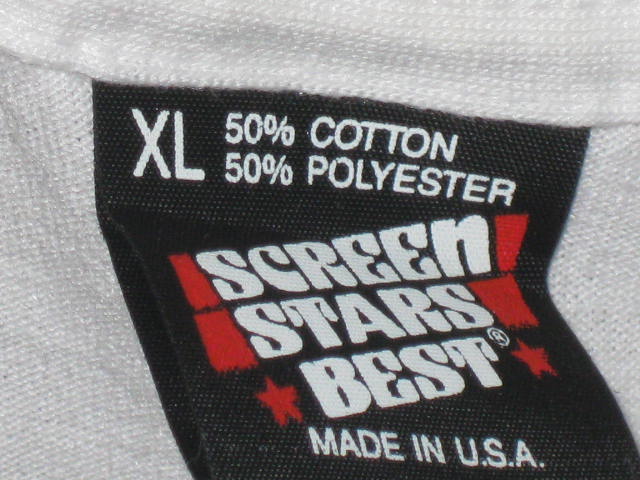 XL
50% COTTON
50% POLYESTER
SCREEN
STARS
BEST®
MADE IN U.S.A.